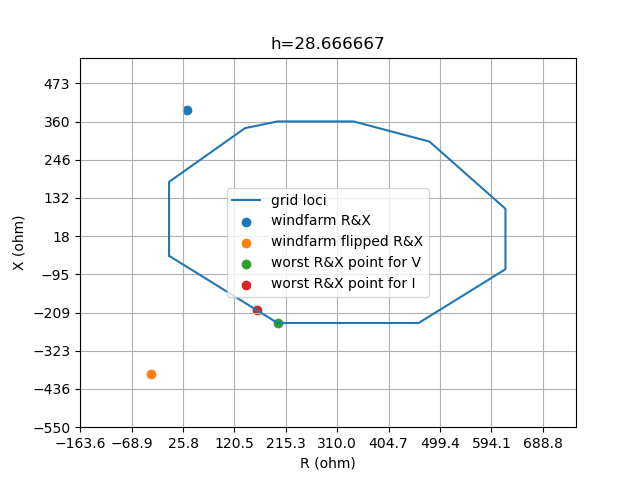 h=28.666667
473
360
246
132
18
−95
−209
−323
−436
−550
X (ohm)
grid loci
windfarm R&X
windfarm flipped R&X
worst R&X point for V
worst R&X point for I
−163.6 −68.9 25.8 120.5 215.3 310.0 404.7 499.4 594.1 688.8
R (ohm)